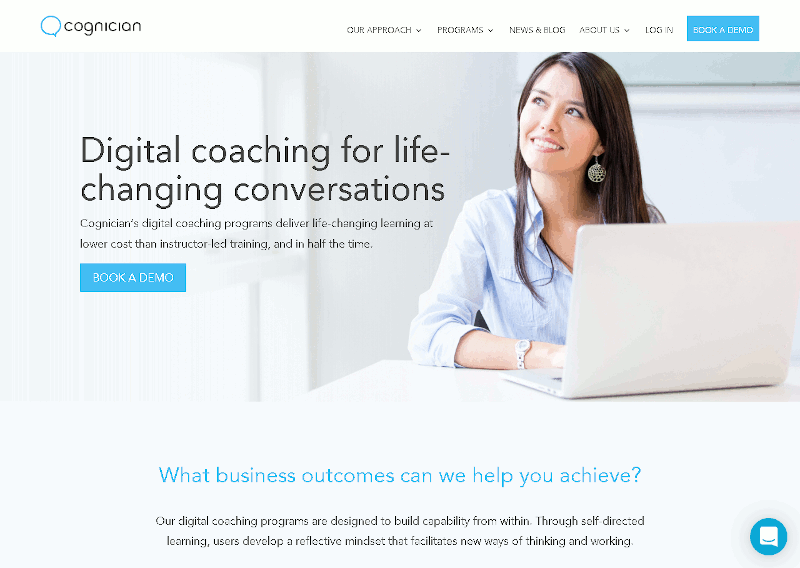 cognician
OUR APPROACH PROGRAMS NEWS & BLOG ABOUT US LOG IN BOOK A DEMO
Digital coaching for life-
changing conversations
Cognician's digital coaching programs deliver life-changing learning at
lower cost than instructor-led training, and in half the time.
BOOK A DEMO
What business outcomes can we help you achieve?
Our digital coaching programs are designed to build capability from within. Through self-directed
learning, users develop a reflective mindset that facilitates new ways of thinking and working.